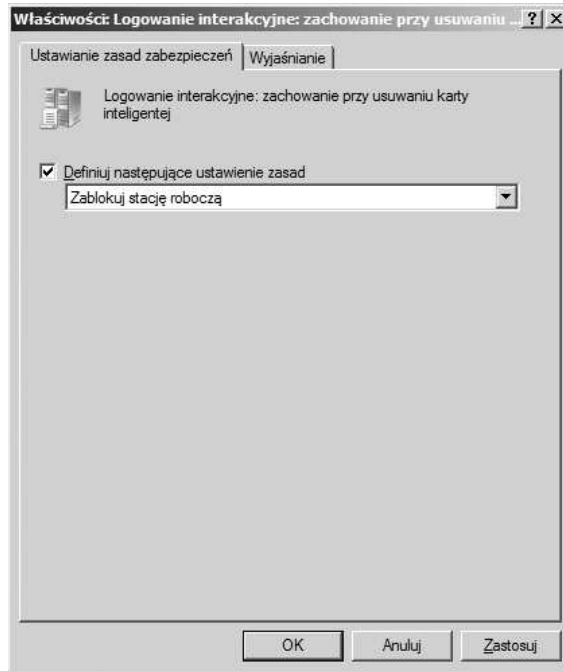 Właściwości: Logowanie interakcyjne: zachowanie przy usuwaniu ...
Ustawianie zasad zabezpieczeń
Wyjaśnianie
Logowanie interakcyjne: zachowanie przy usuwaniu karty
inteligentej
Definiuj następujące ustawienie zasad
Zablokuj stację roboczą
OK
Anuluj
Zastosuj